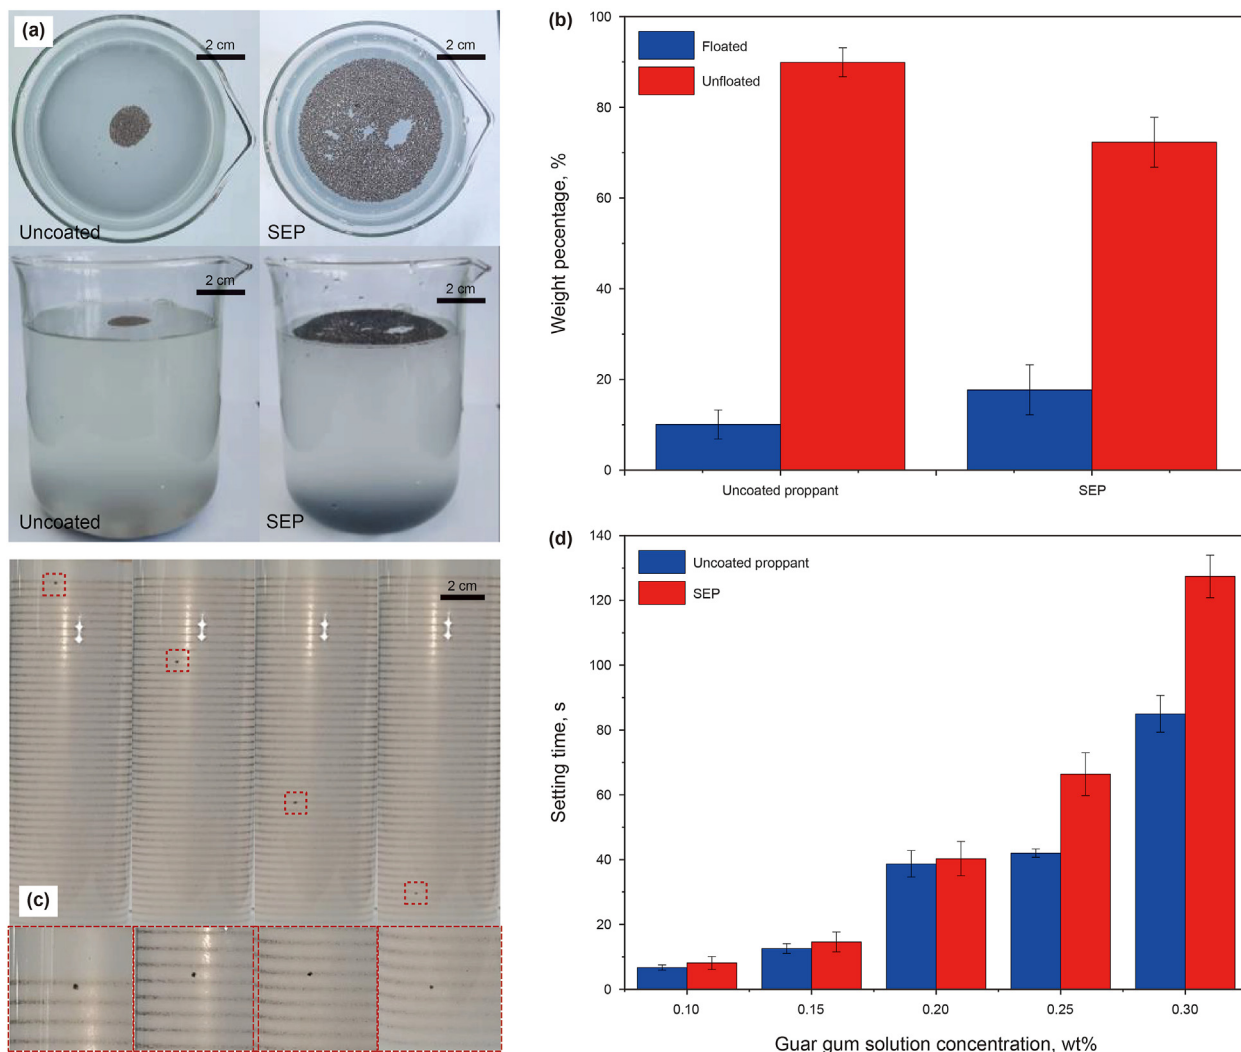 (a)
2 cm
2 cm
Uncoated
SEP
2 cm
2 cm
Uncoated
SEP
(b)
100
80
60
40
20
0
Weight pecentage, %
Floated
Unfloated
Uncoated proppant
SEP
(c)
2 cm
(d)
140
120
100
80
60
40
20
0
Setting time, s
Uncoated proppant
SEP
0.10
0.15
0.20
0.25
0.30
Guar gum solution concentration, wt%